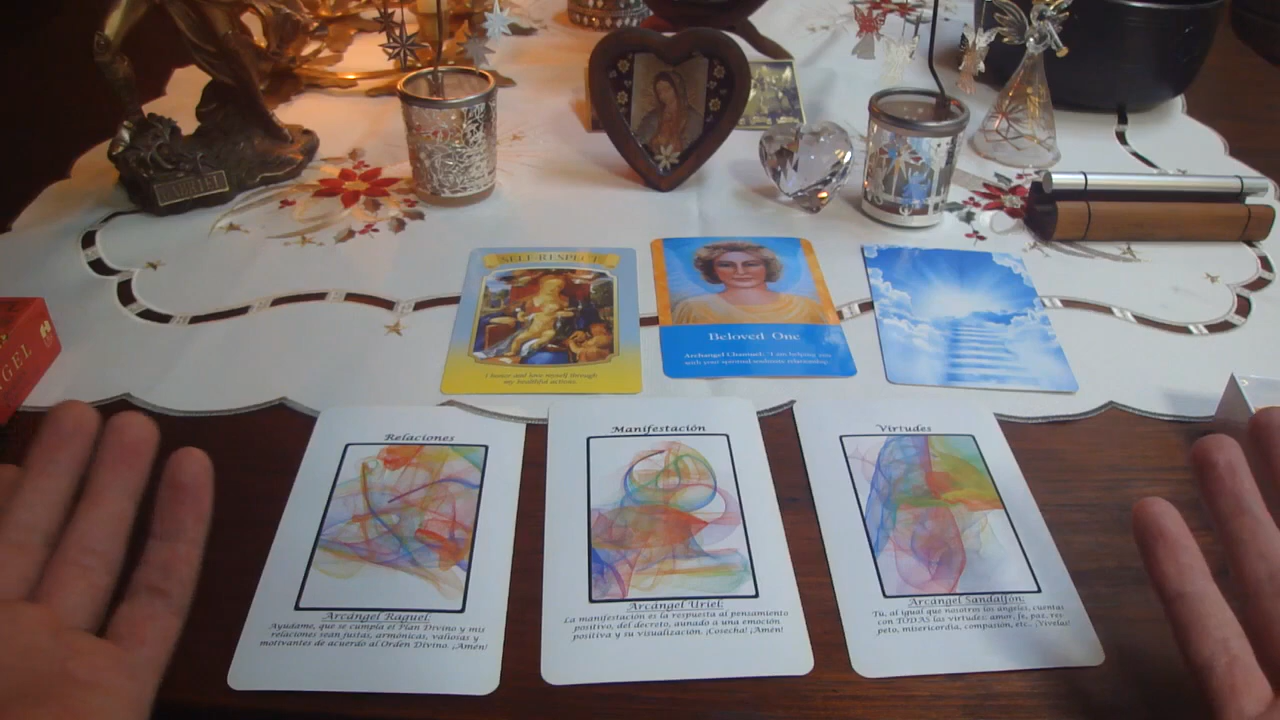 GABRIEL
SELF-RESPECT
I honor and love myself through
my beautiful actions.
Beloved One
Archangel Chamuel: "I am helping you
with your spiritual soulmate relationship.
ANGEL
Relaciones
Arcángel Raguel:
Ayúdame, que se cumpla el Plan Divino y mis
relaciones sean justas, armónicas, valiosas y
motivantes de acuerdo al Orden Divino. ¡Amén!
Manifestación
Arcángel Uriel:
La manifestación es la respuesta al pensamiento
positivo, del decreto, aunado a una emoción
positiva y su visualización. ¡Cosecha! ¡Amén!
Virtudes
Arcángel Sandalfón:
Tú, al igual que nosotros los ángeles, cuentas
con TODAS las virtudes: amor, fe, paz, res-
peto, misericordia, compasión, etc. ¡Vívelas!